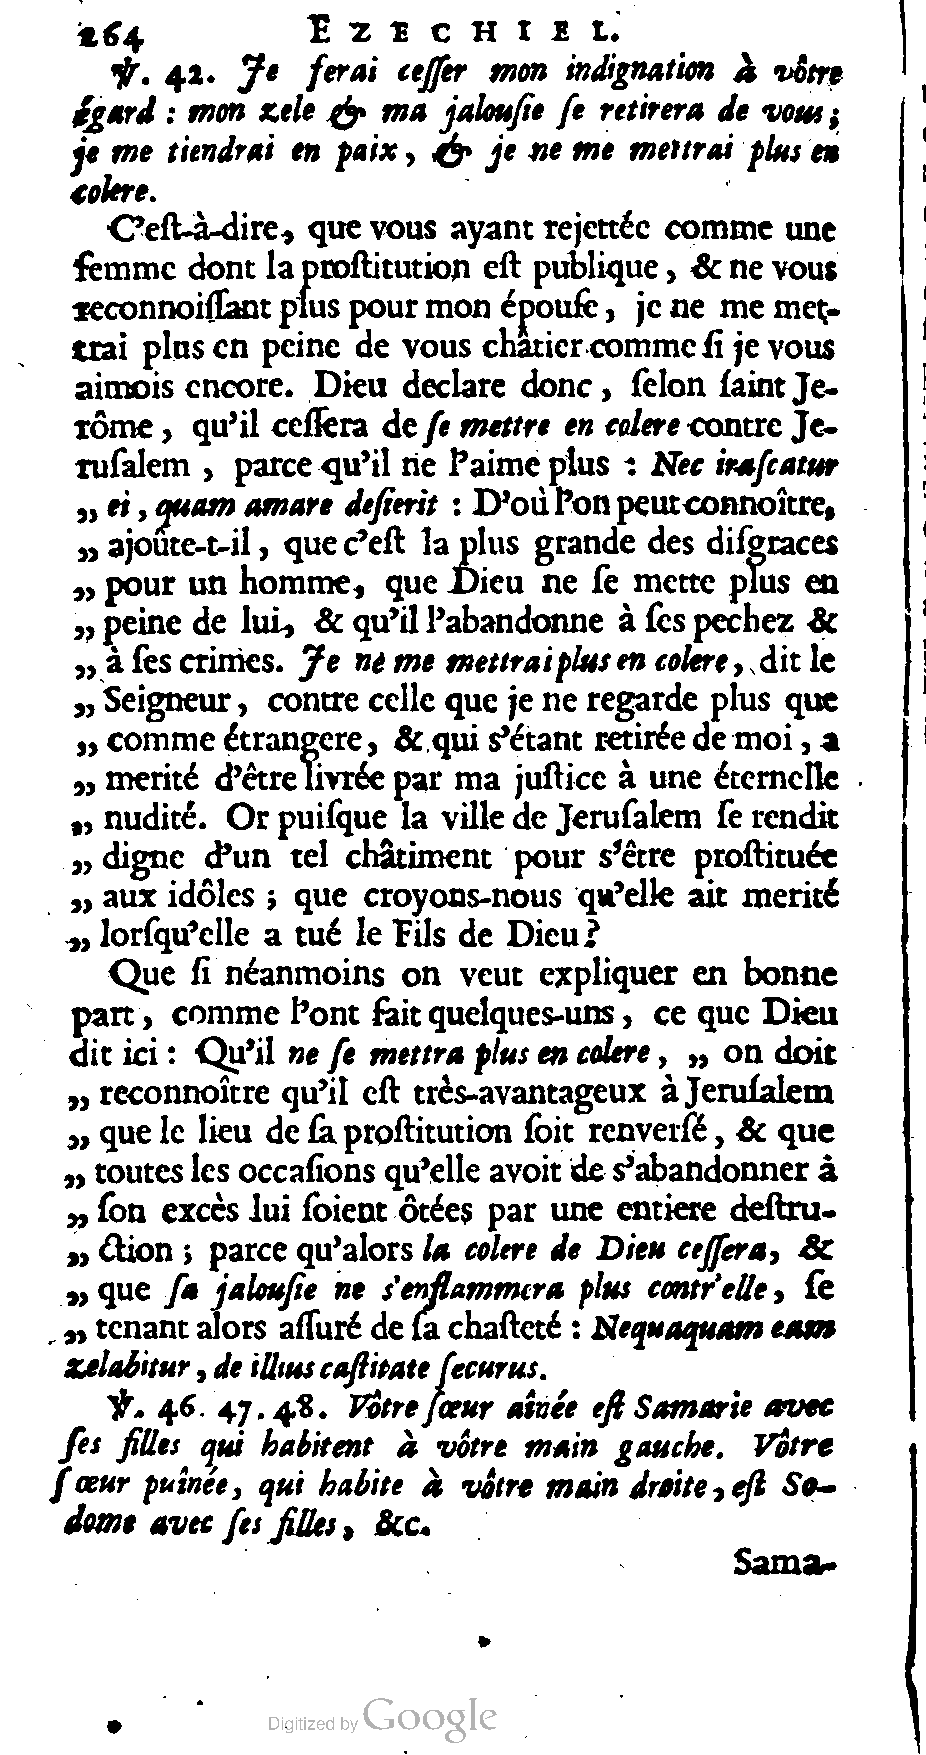 264 EZECHIEL.
℣. 42. Je ferai ceſſer mon indignation à vôtre
égard : mon zele & ma jalouſie ſe retirera de vous ;
je me tiendrai en paix, & je ne me mettrai plus en
colere.
C'eſt-à-dire, que vous ayant rejettée comme une
femme dont la proſtitution eſt publique, & ne vous
reconnoiſſant plus pour mon épouſe, je ne me met-
trai plus en peine de vous châtier comme ſi je vous
aimois encore. Dieu declare donc, ſelon ſaint Je-
rôme, qu'il ceſſera de ſe mettre en colere contre Je-
ruſalem, parce qu'il ne l'aime plus : Nec iraſcatur
„ ei, quam amare deſierit : D'où l'on peut connoître,
„ ajoûte-t-il, que c'eſt la plus grande des diſgraces
„ pour un homme, que Dieu ne ſe mette plus en
„ peine de lui, & qu'il l'abandonne à ſes pechez &
„ à ſes crimes. Je ne me mettrai plus en colere, dit le
„ Seigneur, contre celle que je ne regarde plus que
„ comme étrangere, & qui s'étant retirée de moi, a
„ merité d'être livrée par ma juſtice à une éternelle
„ nudité. Or puiſque la ville de Jeruſalem ſe rendit
„ digne d'un tel châtiment pour s'être proſtituée
„ aux idôles ; que croyons-nous qu'elle ait merité
„ lorſqu'elle a tué le Fils de Dieu ?
Que ſi néanmoins on veut expliquer en bonne
part, comme l'ont fait quelques-uns, ce que Dieu
dit ici : Qu'il ne ſe mettra plus en colere, „ on doit
„ reconnoître qu'il eſt très-avantageux à Jeruſalem
„ que le lieu de ſa proſtitution ſoit renverſé, & que
„ toutes les occaſions qu'elle avoit de s'abandonner à
„ ſon excès lui ſoient ôtées par une entiere deſtru-
„ ction ; parce qu'alors la colere de Dieu ceſſera, &
„ que ſa jalouſie ne s'enflammera plus contr'elle, ſe
„ tenant alors aſſuré de ſa chaſteté : Nequaquam eam
zelabitur, de illius caſtitate ſecurus.
℣. 46. 47. 48. Vôtre ſœur aînée eſt Samarie avec
ſes filles qui habitent à vôtre main gauche. Vôtre
ſœur puînée, qui habite à vôtre main droite, eſt So-
dome avec ſes filles, &c.
Sama-
Digitized by Google